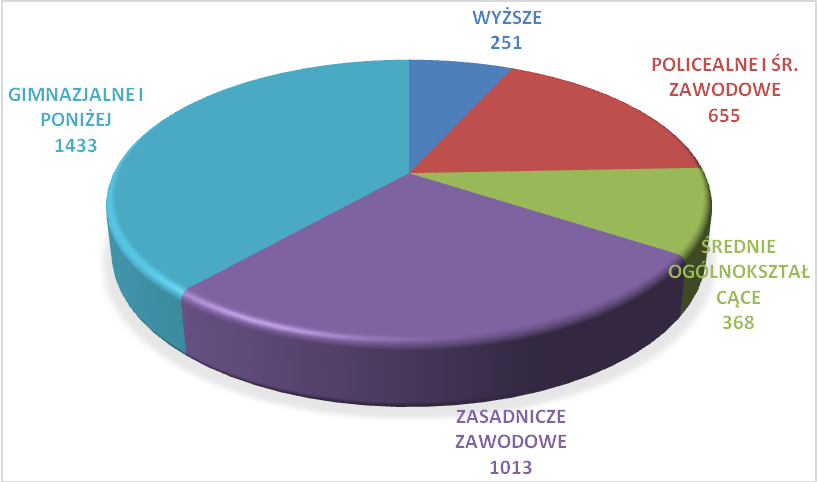 WYŻSZE
251
POLICEALNE I ŚR.
ZAWODOWE
655
GIMNAZJALNE I
PONIŻEJ
1433
ŚREDNIE
OGÓLNOKSZTAŁ
CĄCE
368
ZASADNICZE
ZAWODOWE
1013